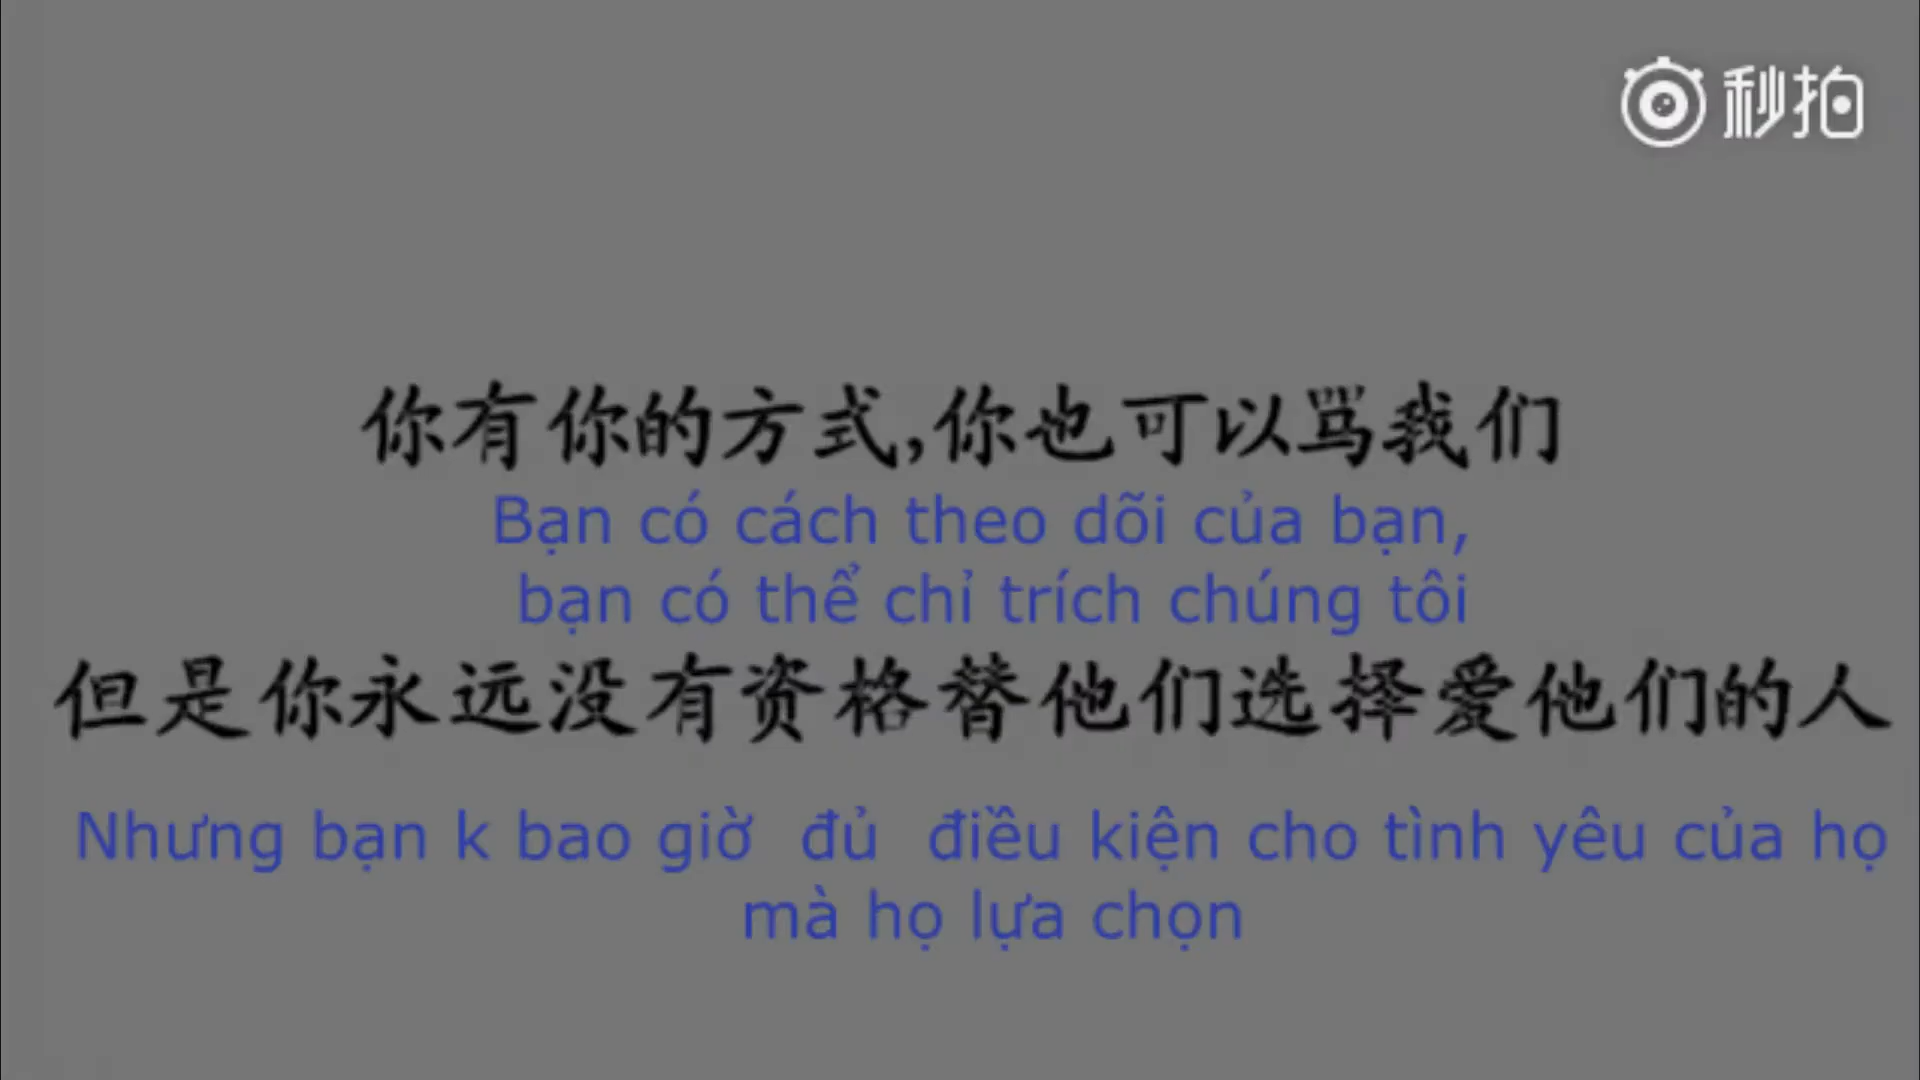 秒拍
你有你的方式,你也可以骂我们
Bạn có cách theo dõi của bạn,
bạn có thể chỉ trích chúng tôi
但是你永远没有资格替他们选择爱他们的人
Nhưng bạn k bao giờ đủ điều kiện cho tình yêu của họ
mà họ lựa chọn